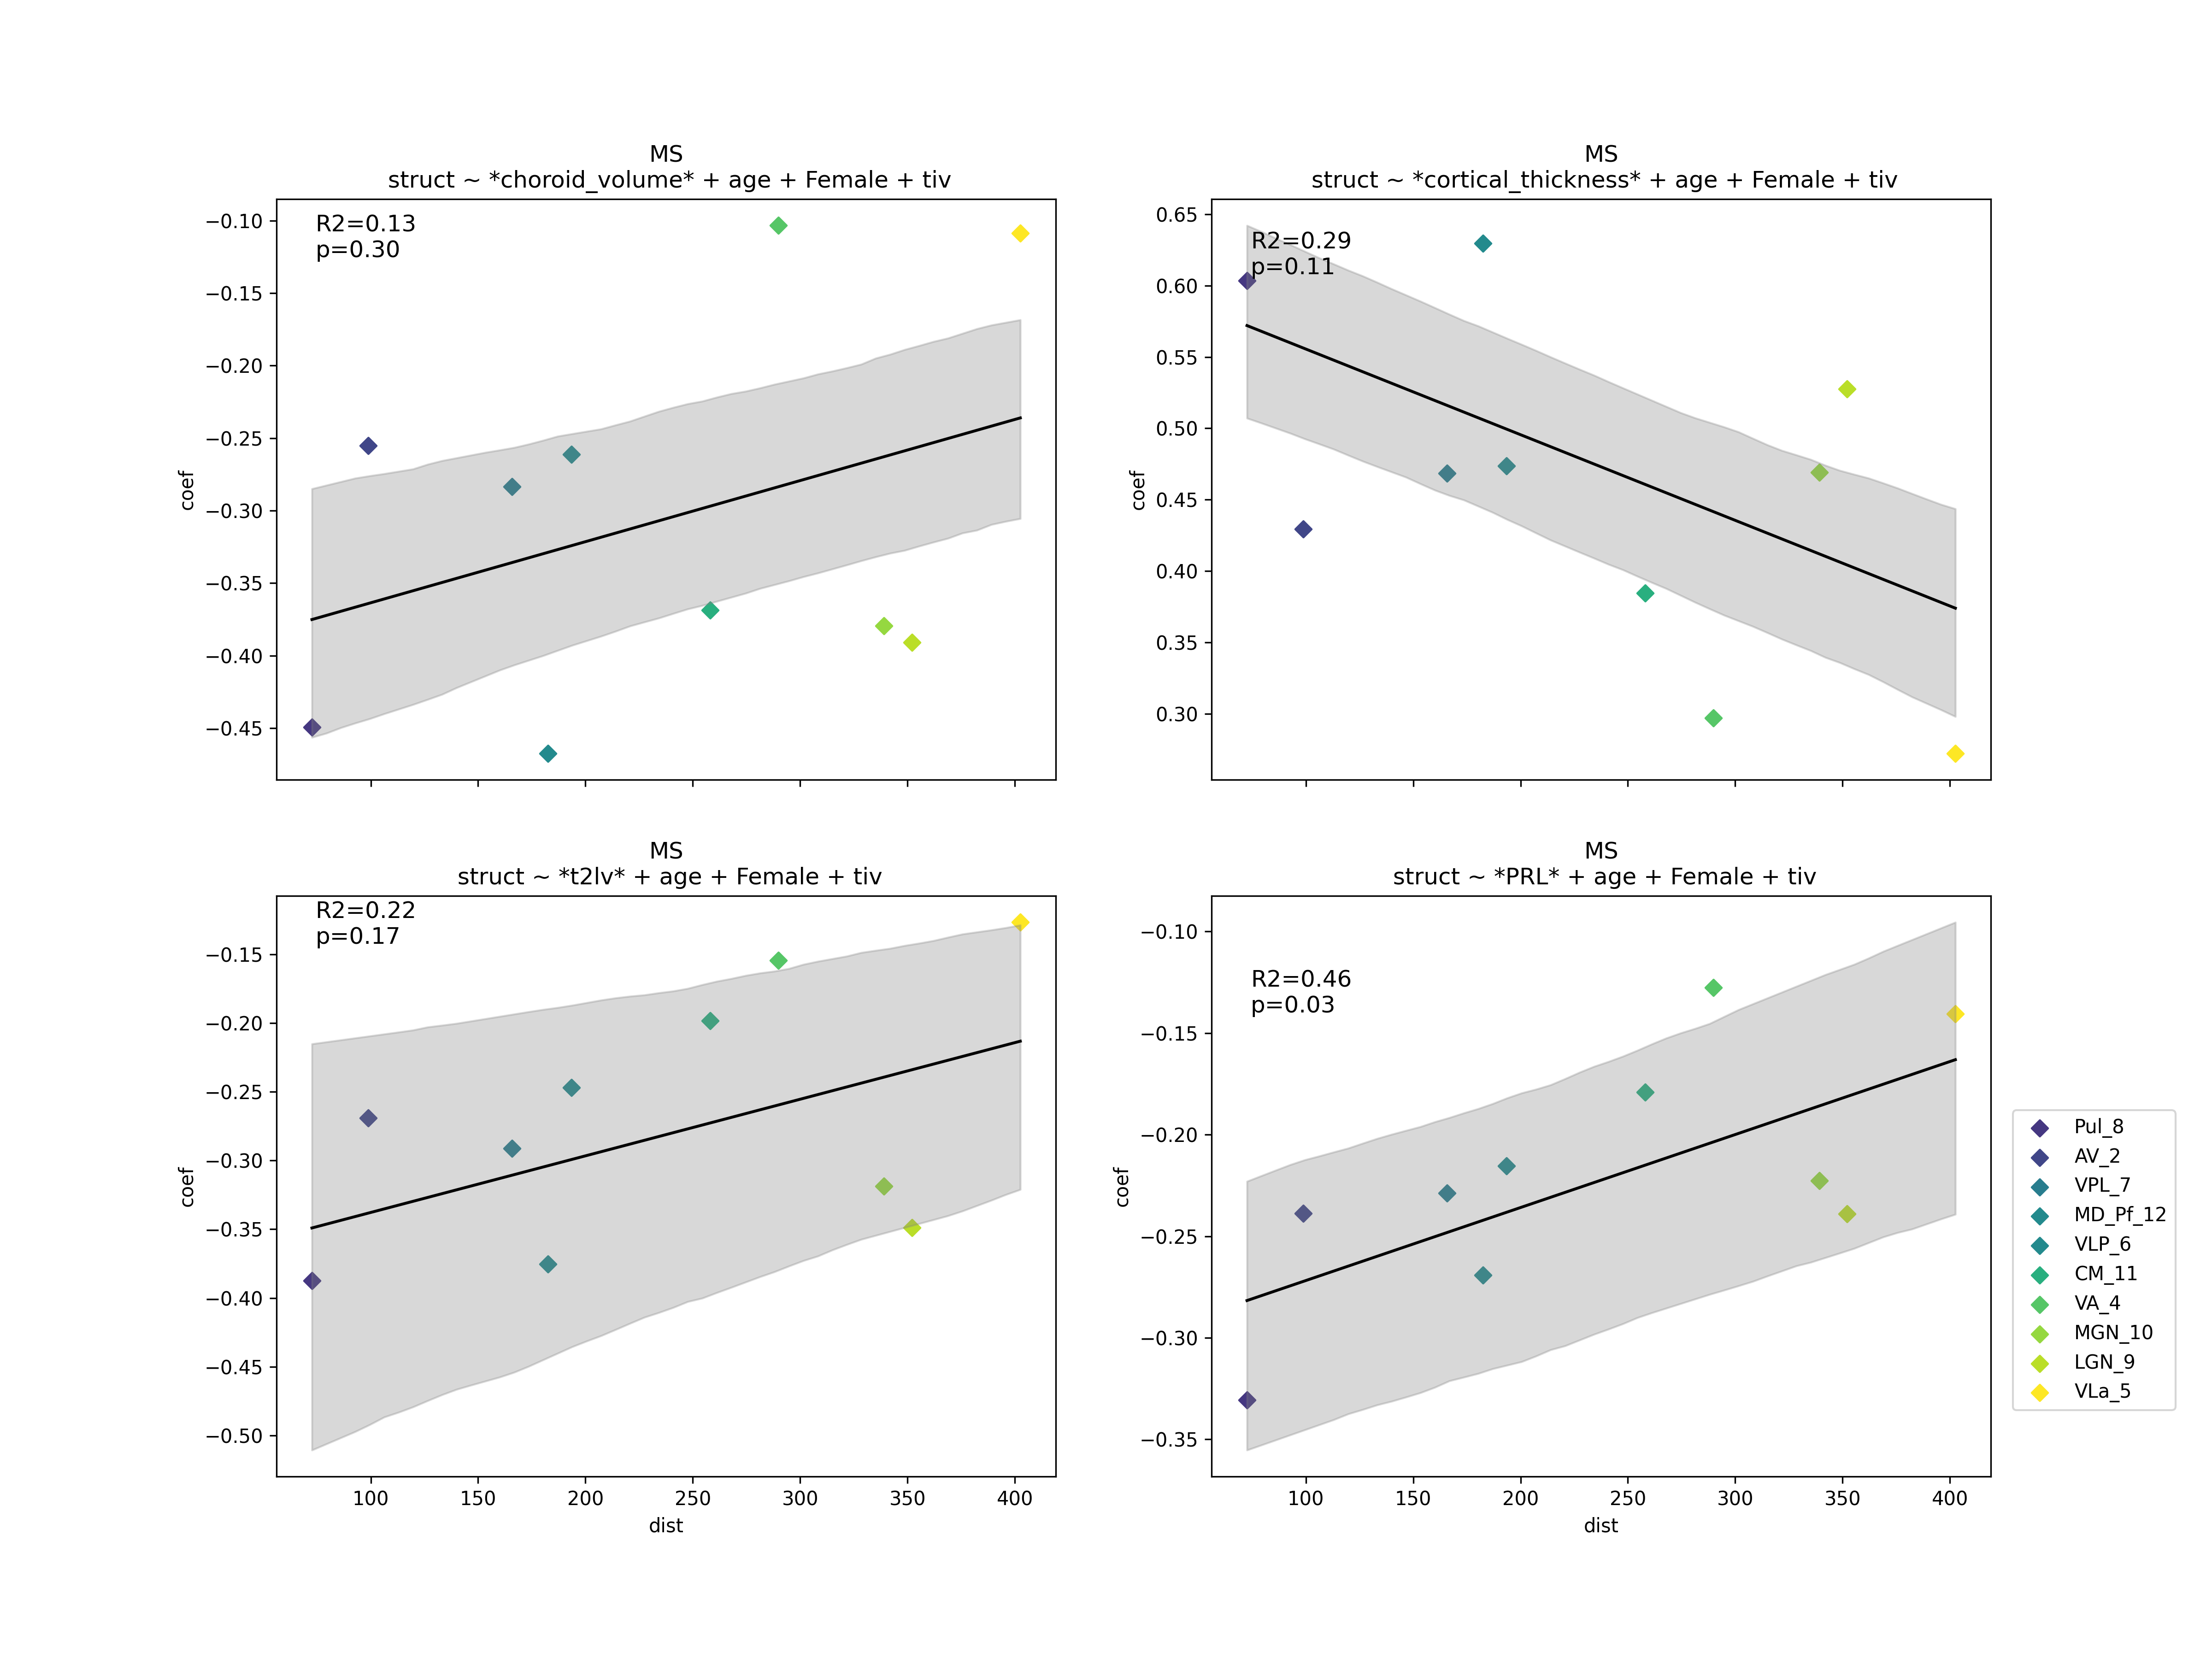 MS
struct ~ *choroid_volume* + age + Female + tiv
R2=0.13
p=0.30
−0.10
−0.15
−0.20
−0.25
−0.30
−0.35
−0.40
−0.45
coef
MS
struct ~ *cortical_thickness* + age + Female + tiv
R2=0.29
p=0.11
0.65
0.60
0.55
0.50
0.45
0.40
0.35
0.30
coef
MS
struct ~ *t2lv* + age + Female + tiv
R2=0.22
p=0.17
−0.15
−0.20
−0.25
−0.30
−0.35
−0.40
−0.45
−0.50
coef
100 150 200 250 300 350 400
dist
MS
struct ~ *PRL* + age + Female + tiv
R2=0.46
p=0.03
−0.10
−0.15
−0.20
−0.25
−0.30
−0.35
coef
100 150 200 250 300 350 400
dist
Pul_8
AV_2
VPL_7
MD_Pf_12
VLP_6
CM_11
VA_4
MGN_10
LGN_9
VLa_5